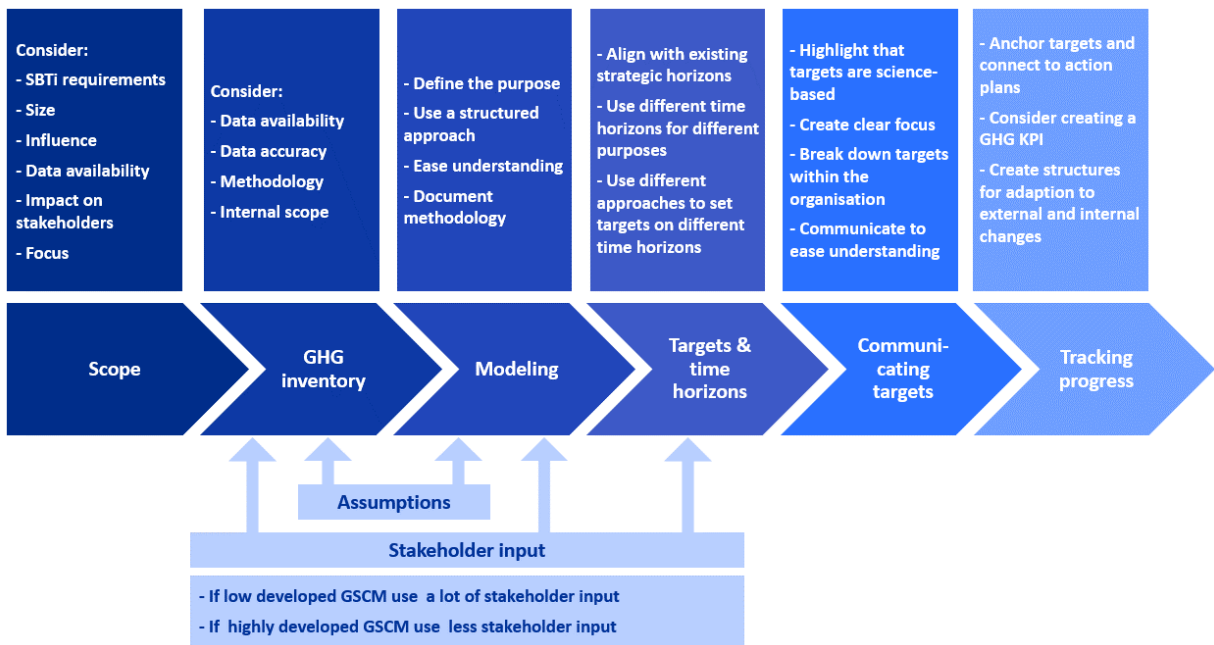 Consider:
- SBTi requirements
- Size
- Influence
- Data availability
- Impact on
stakeholders
- Focus
Consider:
- Data availability
- Data accuracy
- Methodology
- Internal scope
- Define the purpose
- Use a structured
approach
- Ease understanding
- Document
methodology
- Align with existing
strategic horizons
- Use different time
horizons for different
purposes
- Use different
approaches to set
targets on different
time horizons
- Highlight that
targets are science-
based
- Create clear focus
- Break down targets
within the
organisation
- Communicate to
ease understanding
- Anchor targets and
connect to action
plans
- Consider creating a
GHG KPI
- Create structures
for adaption to
external and internal
changes
Scope
GHG
inventory
Modeling
Targets &
time
horizons
Communi-
cating
targets
Tracking
progress
Assumptions
Stakeholder input
- If low developed GSCM use a lot of stakeholder input
- If highly developed GSCM use less stakeholder input